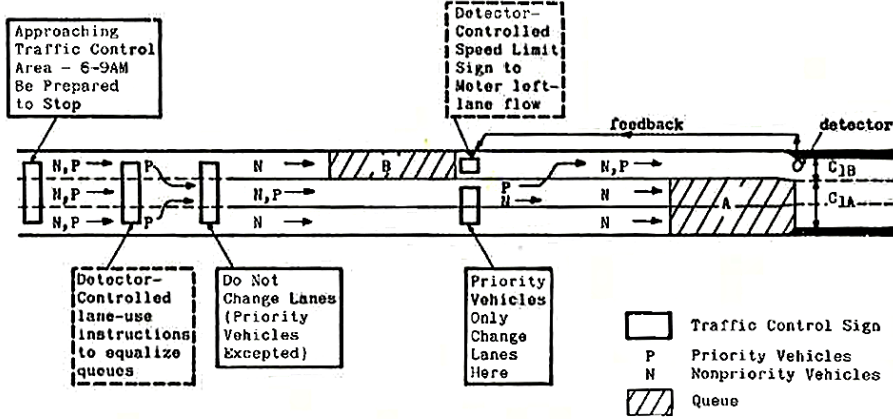 Approaching
Traffic Control
Area - 6-9AM
Be Prepared
to Stop
Detector-
Controlled
Speed Limit
Sign to
Meter left-
lane flow
feedback
detector
N,P
P
N
B
N,P
C1B
N,P
N,P
P
N
N
A
C1A
N,P
P
N
N
Detector-
Controlled
lane-use
instructions
to equalize
queues
Do Not
Change Lanes
(Priority
Vehicles
Excepted)
Priority
Vehicles
Only
Change
Lanes
Here
Traffic Control Sign
P Priority Vehicles
N Nonpriority Vehicles
Queue